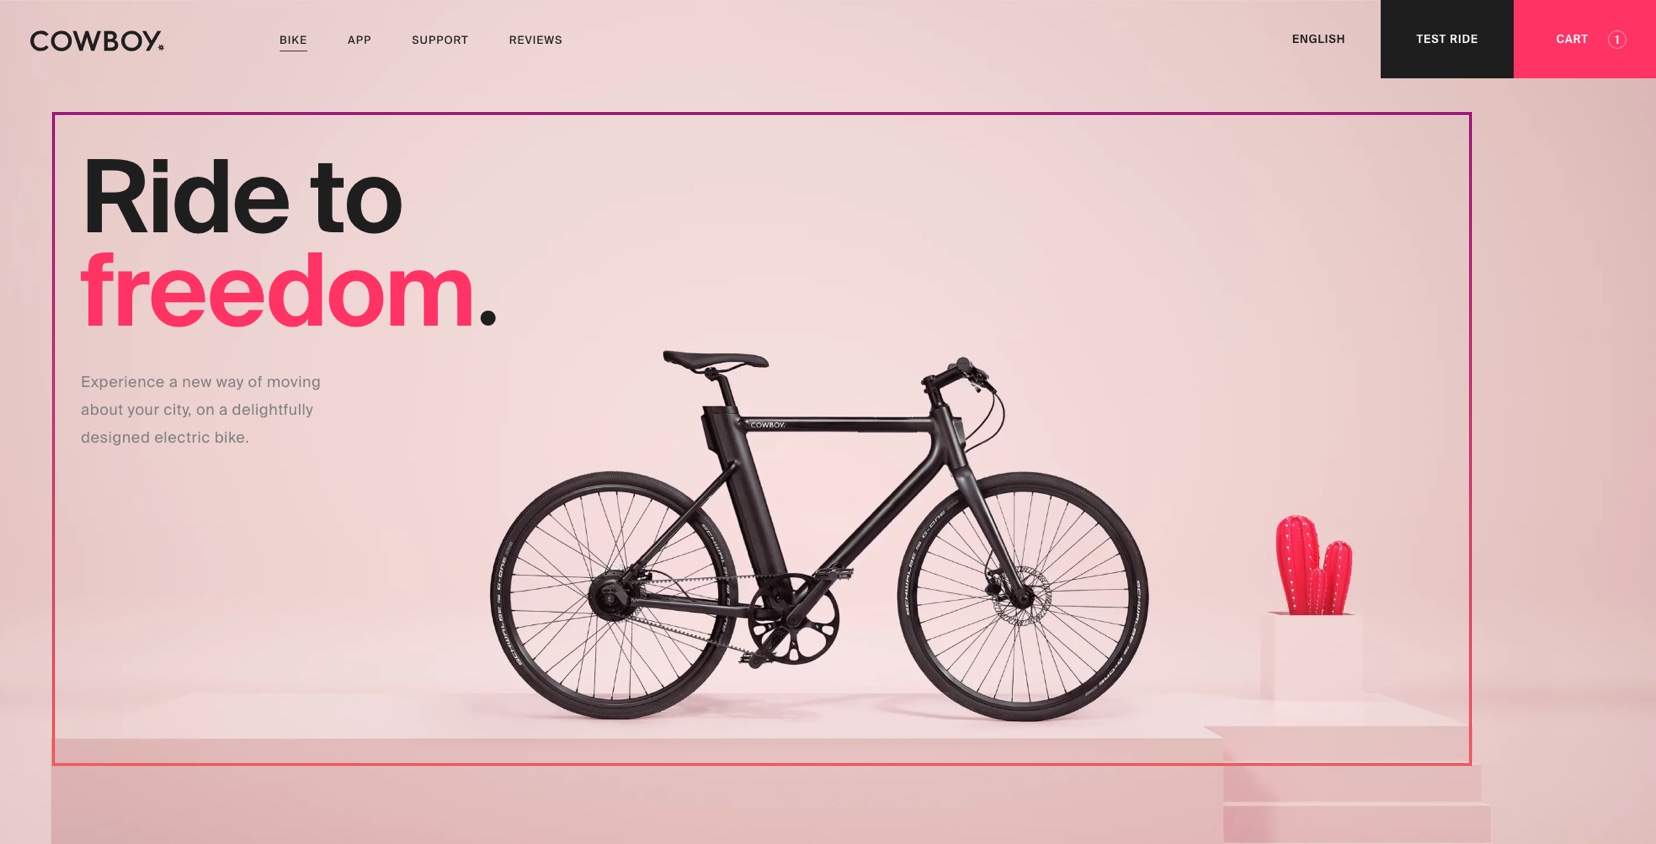 COWBOY.
BIKE
APP
SUPPORT
REVIEWS
ENGLISH
TEST RIDE
CART
1
Ride to
freedom.
Experience a new way of moving
about your city, on a delightfully
designed electric bike.
COWBOY.